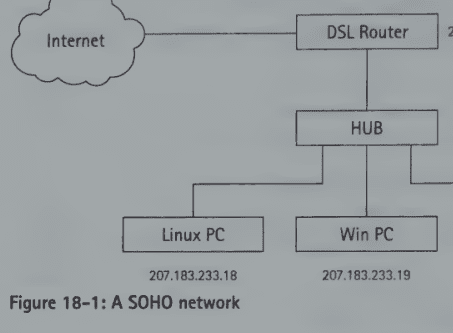 Internet
DSL Router
2
HUB
Linux PC
Win PC
207.183.233.18
207.183.233.19
Figure 18-1: A SOHO network